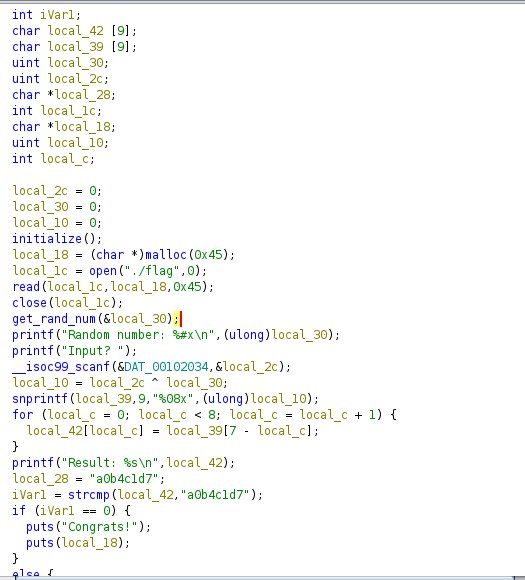 int iVar1;
char local_42 [9];
char local_39 [9];
uint local_30;
uint local_2c;
char *local_28;
int local_1c;
char *local_18;
uint local_10;
int local_c;
local_2c = 0;
local_30 = 0;
local_10 = 0;
initialize();
local_18 = (char *)malloc(0x45);
local_1c = open("./flag",0);
read(local_1c,local_18,0x45);
close(local_1c);
get_rand_num(&local_30);
printf("Random number: %#x\n",(ulong)local_30);
printf("Input? ");
__isoc99_scanf(&DAT_00102034,&local_2c);
local_10 = local_2c ^ local_30;
snprintf(local_39,9,"%08x",(ulong)local_10);
for (local_c = 0; local_c < 8; local_c = local_c + 1) {
local_42[local_c] = local_39[7 - local_c];
}
printf("Result: %s\n",local_42);
local_28 = "a0b4c1d7";
iVar1 = strcmp(local_42,"a0b4c1d7");
if (iVar1 == 0) {
puts("Congrats!");
puts(local_18);
}
else {